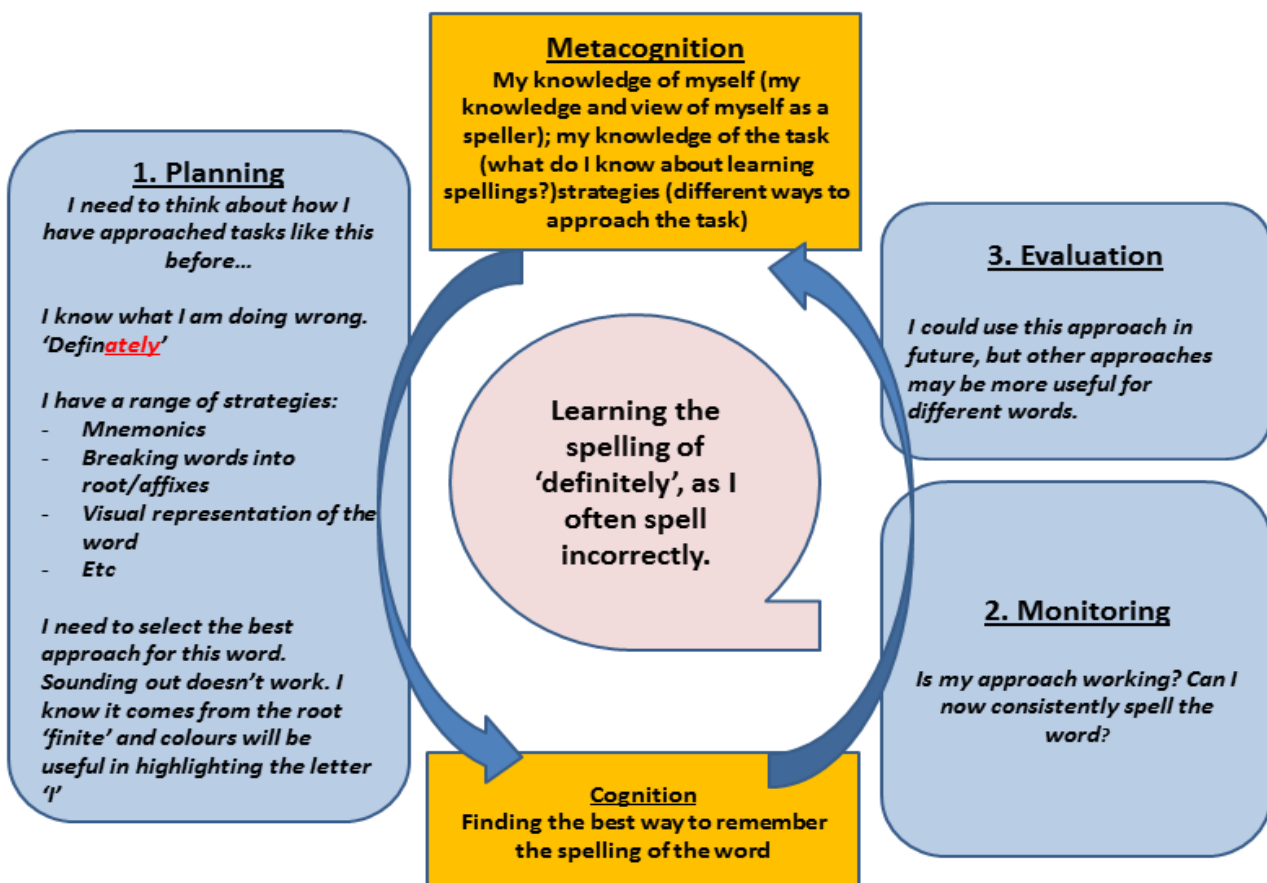 Metacognition
My knowledge of myself (my
knowledge and view of myself as a
speller); my knowledge of the task
(what do I know about learning
spellings?)strategies (different ways to
approach the task)
1. Planning
I need to think about how I
have approached tasks like this
before...
I know what I am doing wrong.
‘Definately’
I have a range of strategies:
- Mnemonics
- Breaking words into
root/affixes
- Visual representation of the
word
- Etc
I need to select the best
approach for this word.
Sounding out doesn’t work. I
know it comes from the root
‘finite’ and colours will be
useful in highlighting the letter
‘I’
Learning the
spelling of
‘definitely’, as I
often spell
incorrectly.
Cognition
Finding the best way to remember
the spelling of the word
2. Monitoring
Is my approach working? Can I
now consistently spell the
word?
3. Evaluation
I could use this approach in
future, but other approaches
may be more useful for
different words.